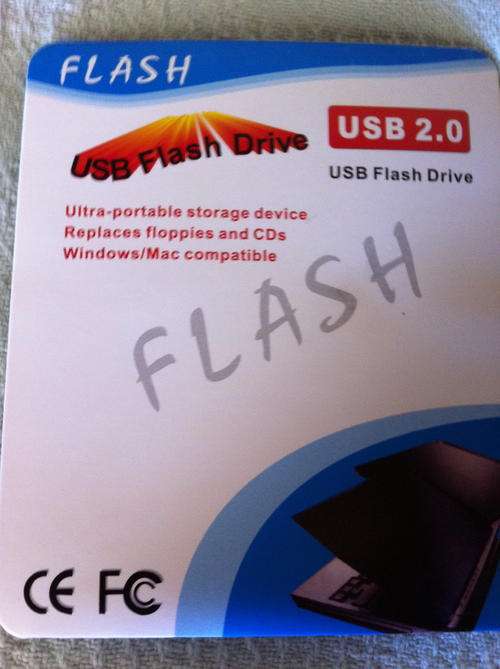 FLASH
USB Flash Drive
USB 2.0
USB Flash Drive
Ultra-portable storage device
Replaces floppies and CDs
Windows/Mac compatible
FLASH
CE FC